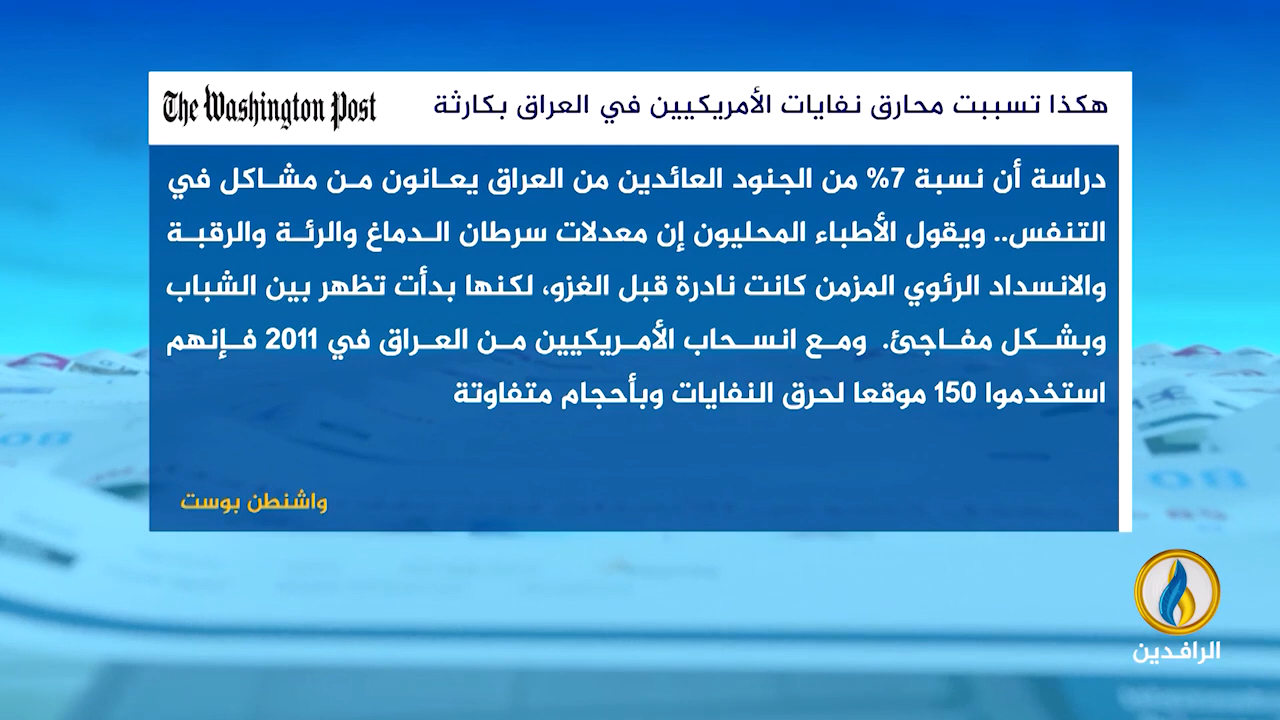 هكذا تسببت محارق نفايات الأمريكيين في العراق بكارثة
The Washington Post
دراسة أن نسبة 7% من الجنود العائدين من العراق يعانون من مشاكل في
التنفس.. ويقول الأطباء المحليون إن معدلات سرطان الدماغ والرئة والرقبة
والانسداد الرئوي المزمن كانت نادرة قبل الغزو، لكنها بدأت تظهر بين الشباب
وبشكل مفاجئ. ومع انسحاب الأمريكيين من العراق في 2011 فإنهم
استخدموا 150 موقعا لحرق النفايات وبأحجام متفاوتة
واشنطن بوست
الرافدين